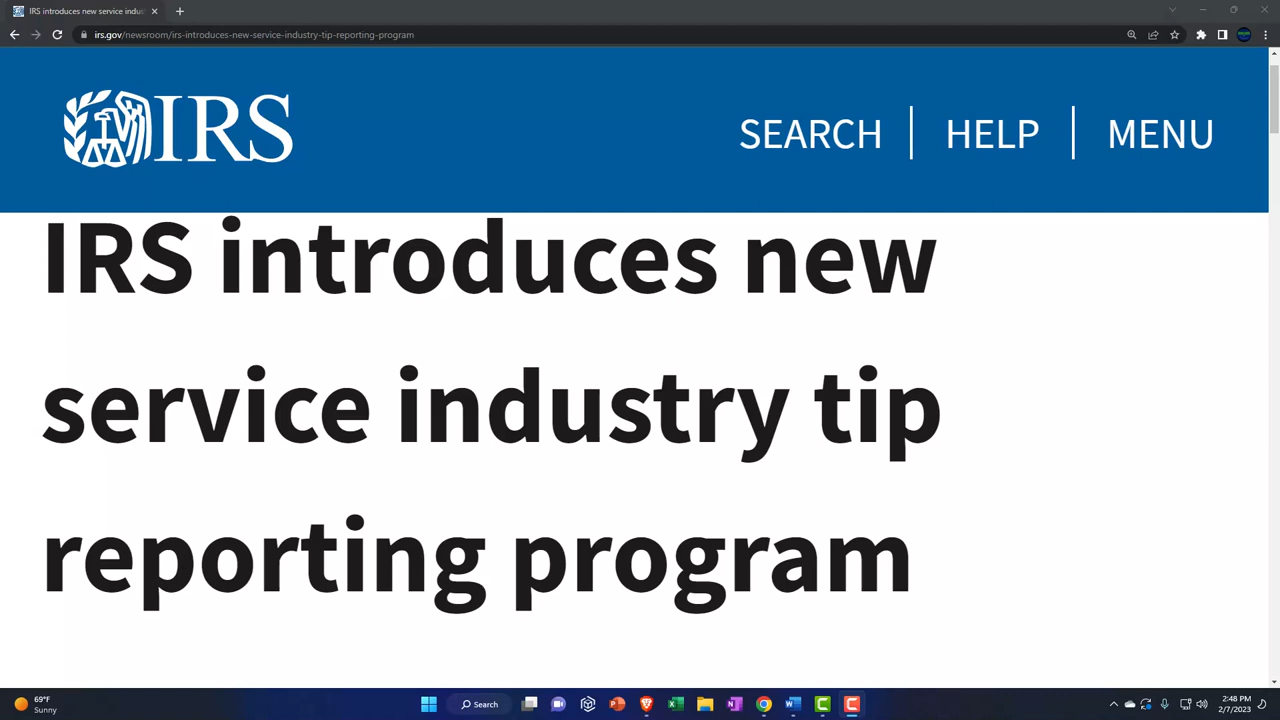 IRS introduces new service indus
irs.gov/newsroom/irs-introduces-new-service-industry-tip-reporting-program
IRS
SEARCH
HELP
MENU
IRS introduces new
service industry tip
reporting program
69°F
Sunny
Search
2:48 PM
2/7/2023